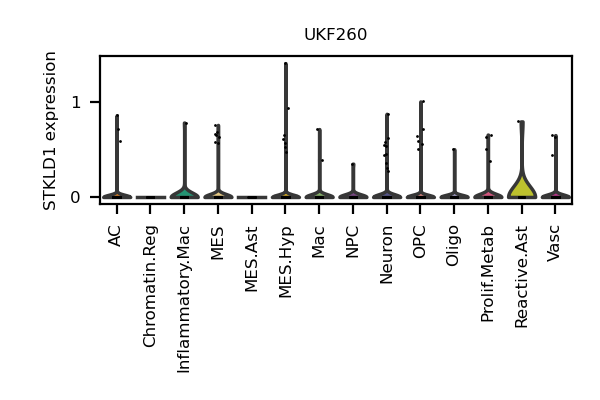 UKF260
STKLD1 expression
1
0
AC
Chromatin.Reg
Inflammatory.Mac
MES
MES.Ast
MES.Hyp
Mac
NPC
Neuron
OPC
Oligo
Prolif.Metab
Reactive.Ast
Vasc